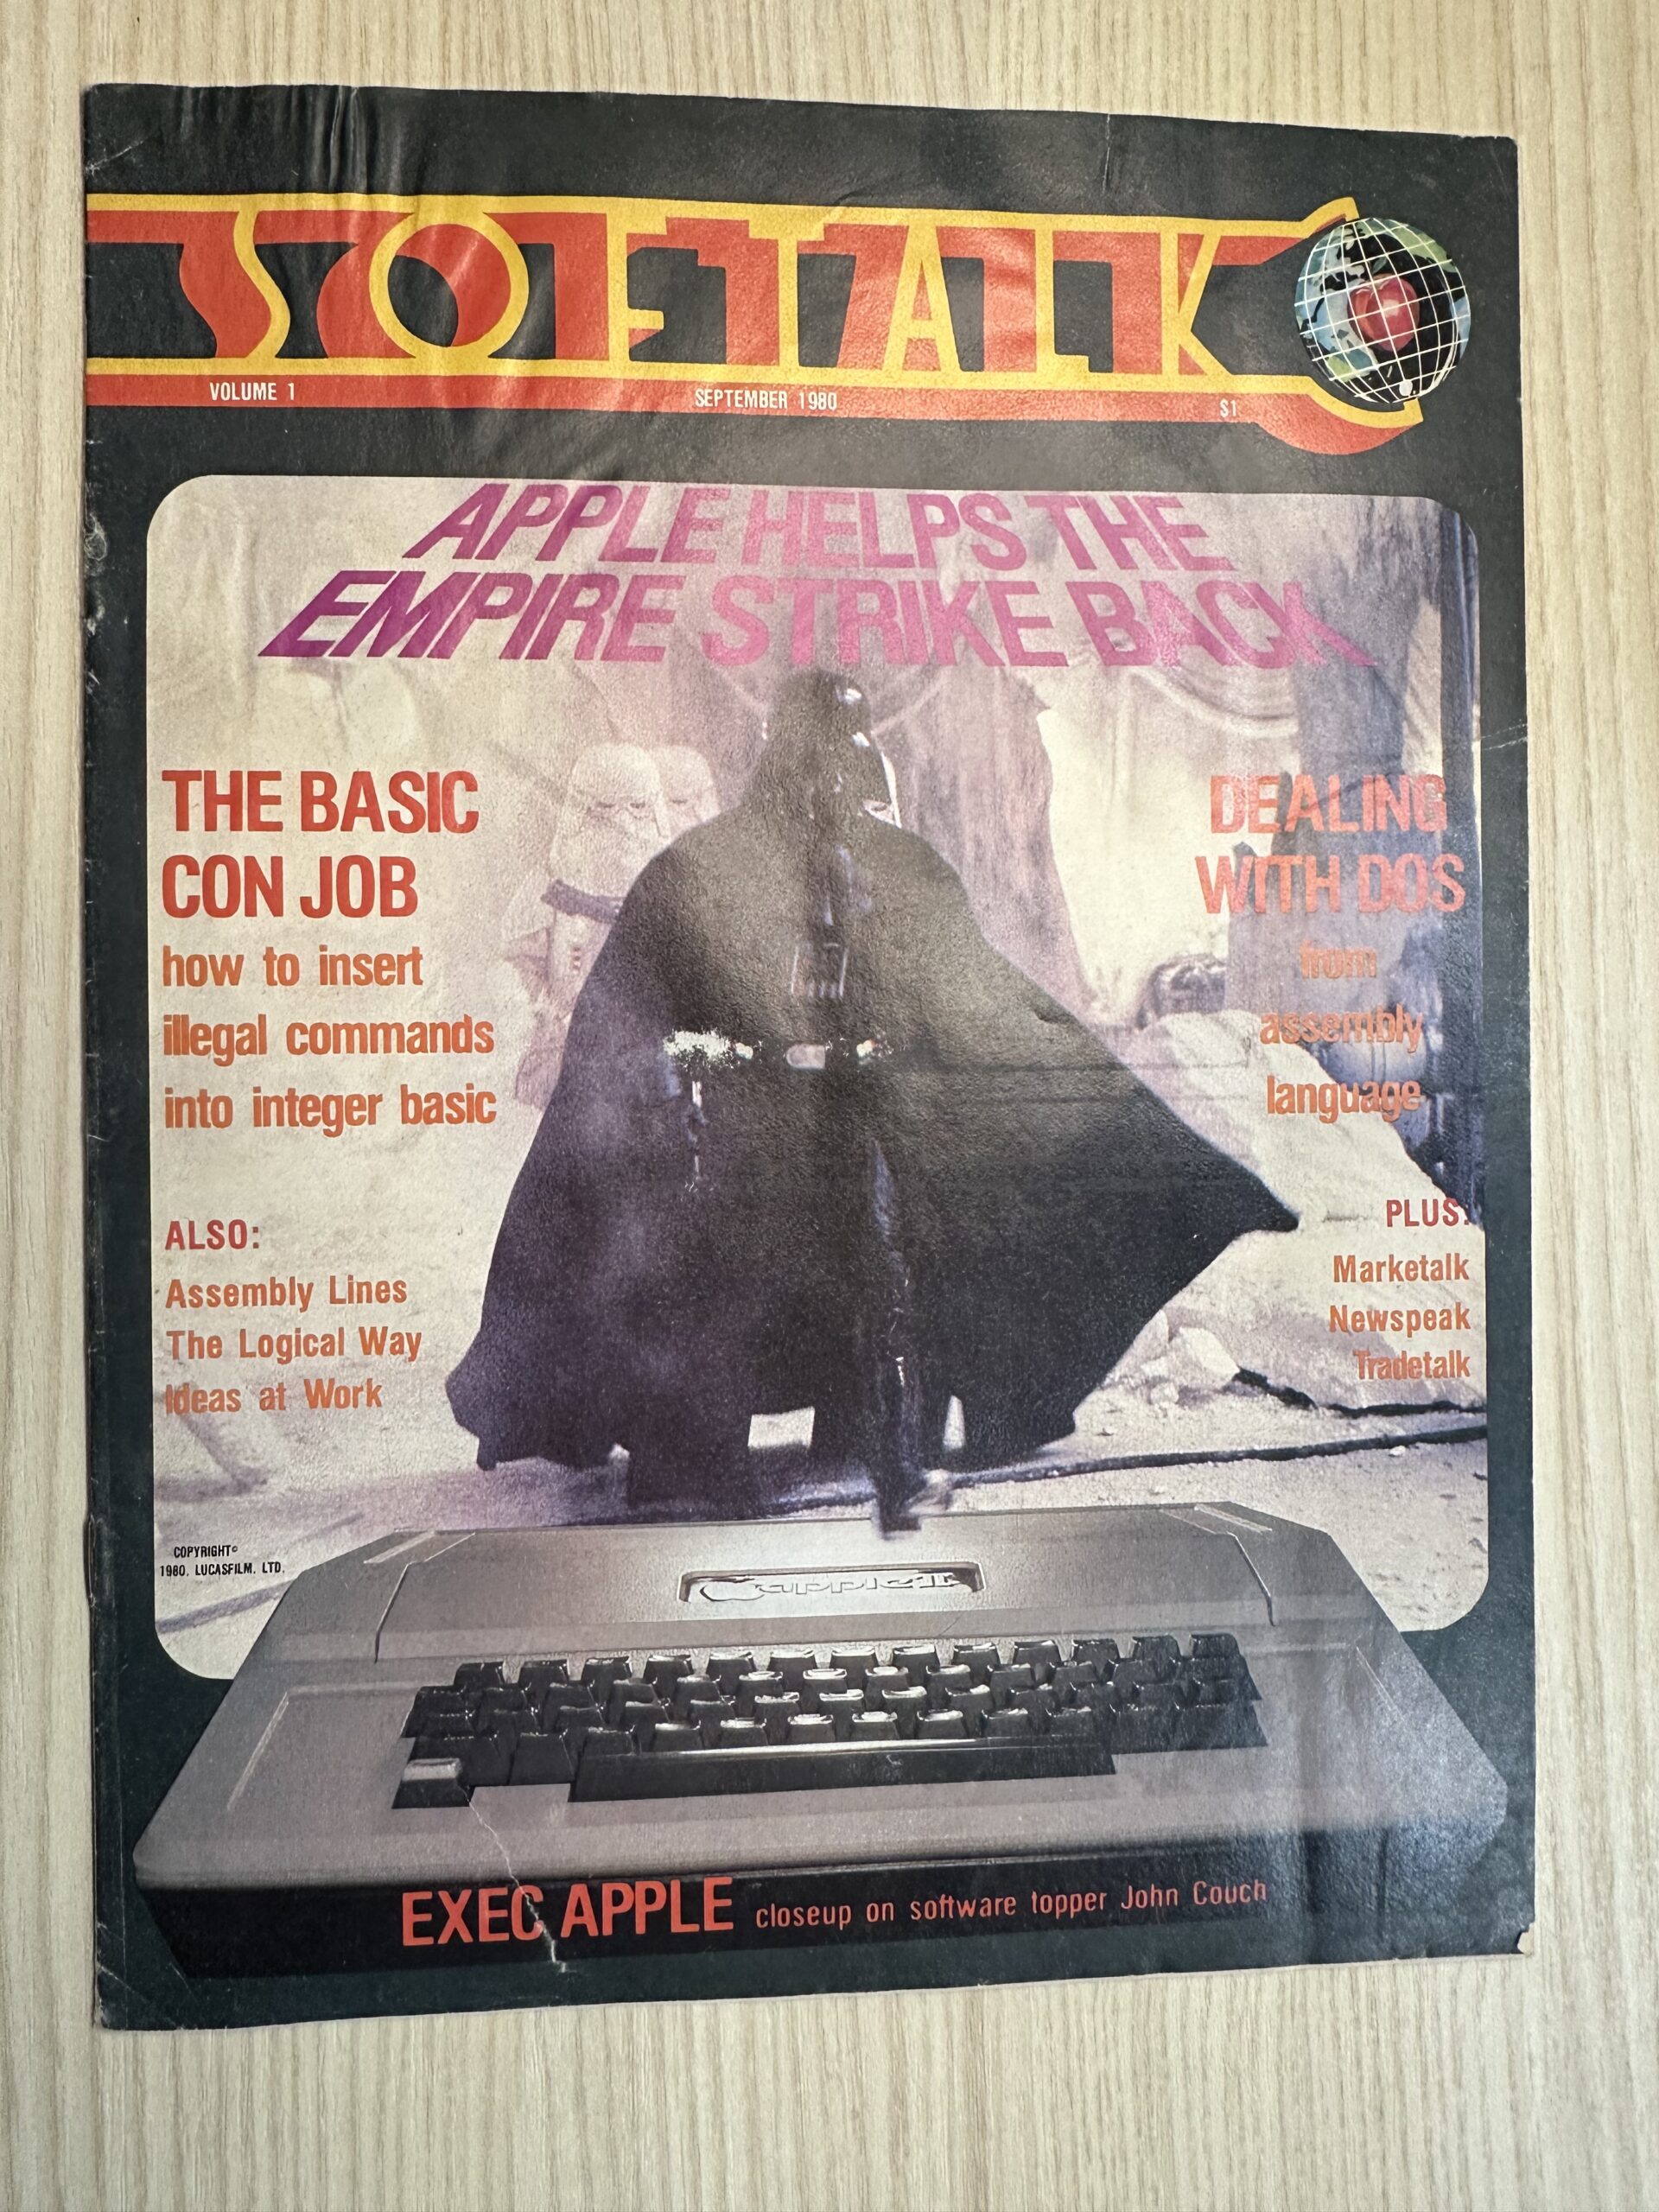 SOFTALK
VOLUME 1
SEPTEMBER 1980
$1
APPLE HELPS THE
EMPIRE STRIKE BACK
THE BASIC
CON JOB
how to insert
illegal commands
into integer basic
DEALING
WITH DOS
from
assembly
language
ALSO:
Assembly Lines
The Logical Way
Ideas at Work
PLUS:
Marketalk
Newspeak
Tradetalk
COPYRIGHT©
1980. LUCASFILM. LTD.
apple II
EXEC APPLE closeup on software topper John Couch